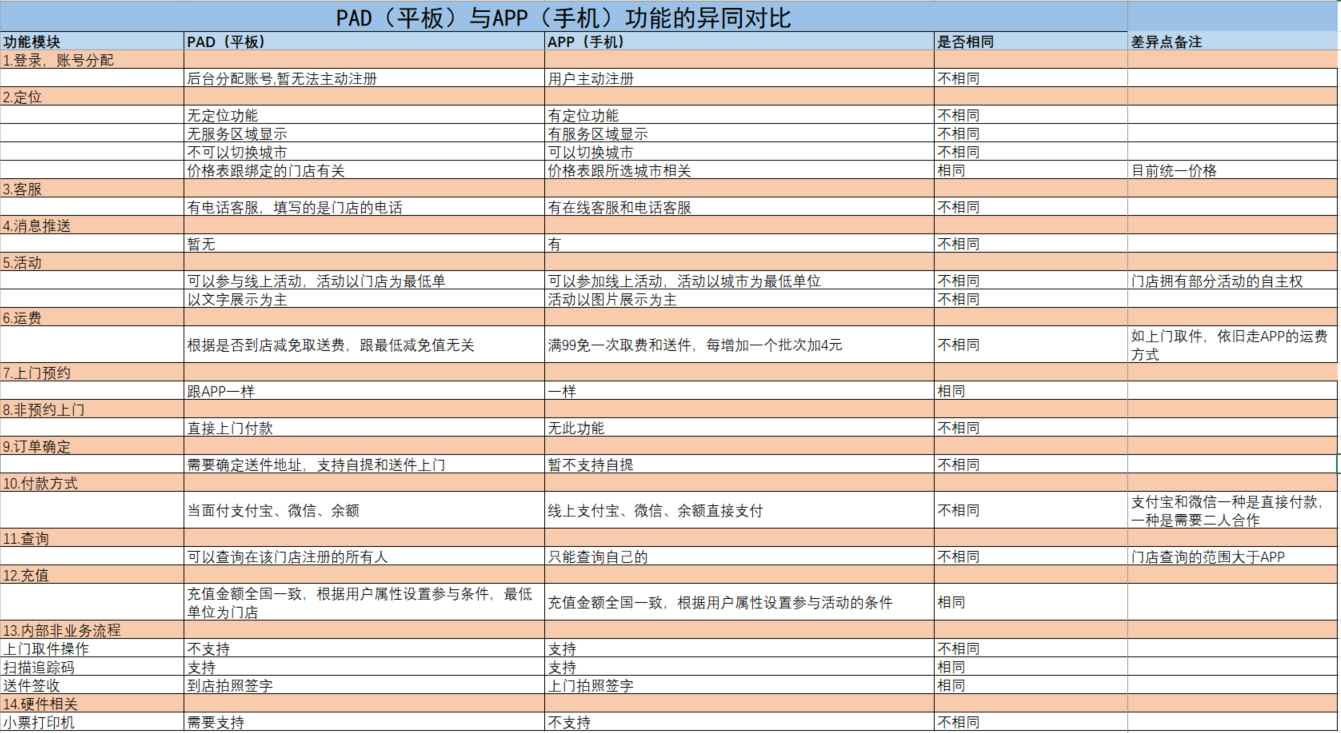 PAD（平板）与APP（手机）功能的异同对比
功能模块 PAD（平板） APP（手机） 是否相同 差异点备注
1.登录，账号分配
后台分配账号,暂无法主动注册 用户主动注册 不相同
2.定位
无定位功能 有定位功能 不相同
无服务区域显示 有服务区域显示 不相同
不可以切换城市 可以切换城市 不相同
价格表跟绑定的门店有关 价格表跟所选城市相关 相同 目前统一价格
3.客服
有电话客服，填写的是门店的电话 有在线客服和电话客服 不相同
4.消息推送
暂无 有 不相同
5.活动
可以参与线上活动，活动以门店为最低单 可以参加线上活动，活动以城市为最低单位 不相同 门店拥有部分活动的自主权
以文字展示为主 活动以图片展示为主 不相同
6.运费
根据是否到店减免取送费，跟最低减免值无关 满99免一次取费和送件，每增加一个批次加4元 不相同 如上门取件，依旧走APP的运费
方式
7.上门预约
跟APP一样 一样 相同
8.非预约上门
直接上门付款 无此功能 不相同
9.订单确定
需要确定送件地址，支持自提和送件上门 暂不支持自提 不相同
10.付款方式
当面付支付宝、微信、余额 线上支付宝、微信、余额直接支付 不相同 支付宝和微信一种是直接付款，
一种是需要二人合作
11.查询
可以查询在该门店注册的所有人 只能查询自己的 不相同 门店查询的范围大于APP
12.充值
充值金额全国一致，根据用户属性设置参与条件，最低
单位为门店 充值金额全国一致，根据用户属性设置参与活动的条件 相同
13.内部非业务流程
上门取件操作 不支持 支持 不相同
扫描追踪码 支持 支持 相同
送件签收 到店拍照签字 上门拍照签字 相同
14.硬件相关
小票打印机 需要支持 不支持 不相同